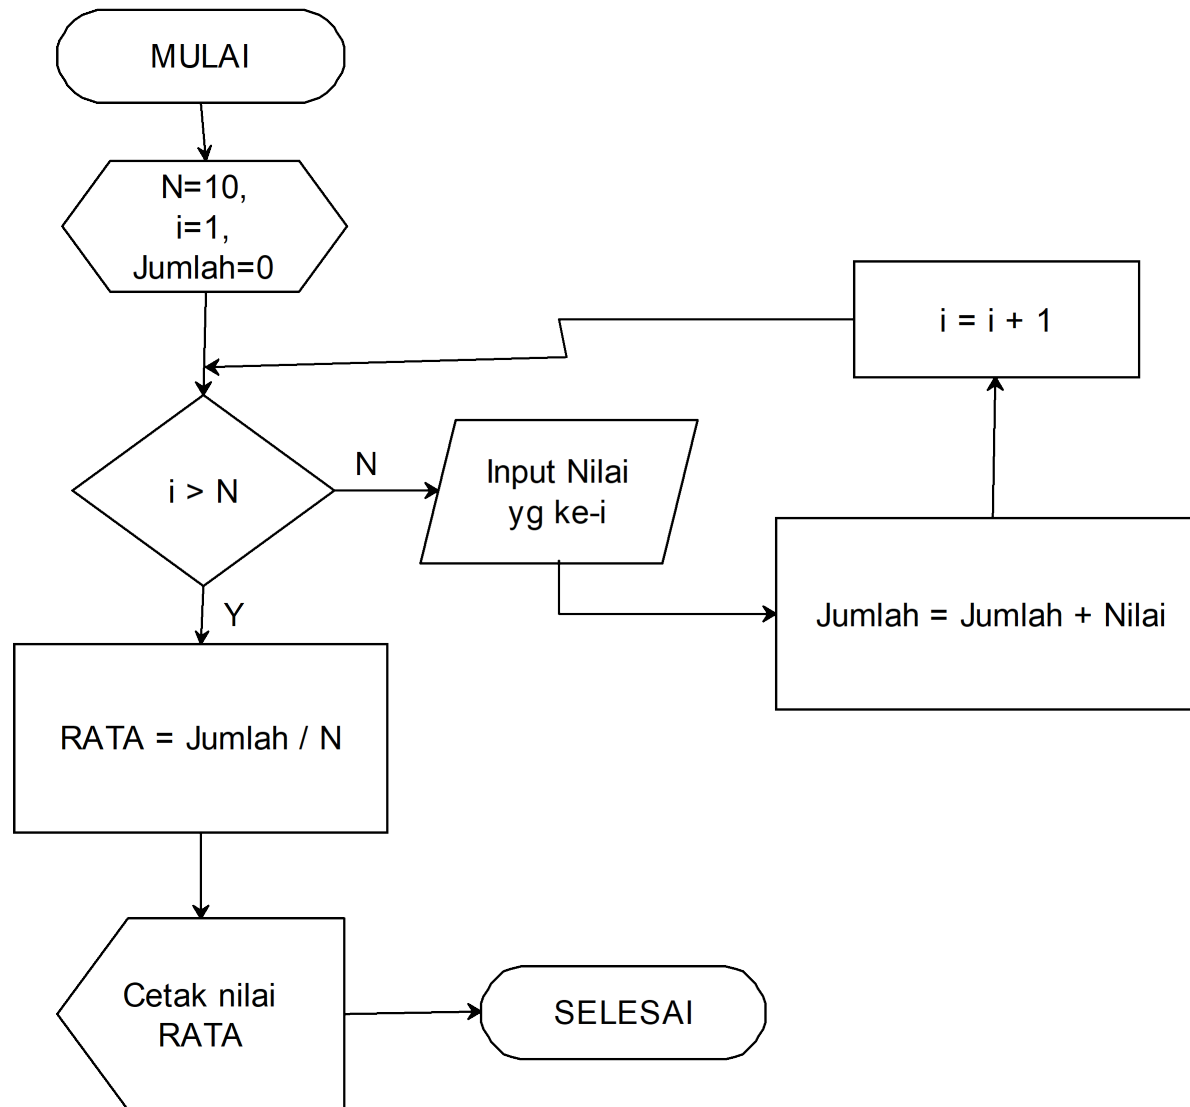 MULAI
N=10,
i=1,
Jumlah=0
i = i + 1
i > N
N
Input Nilai
yg ke-i
Y
Jumlah = Jumlah + Nilai
RATA = Jumlah / N
Cetak nilai
RATA
SELESAI